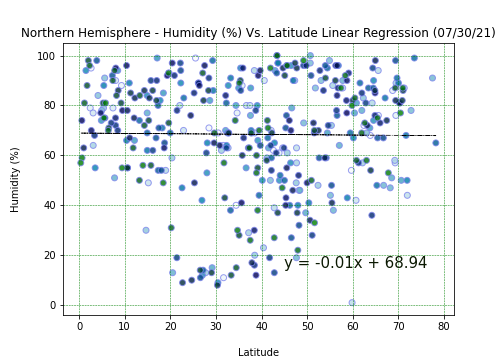 Northern Hemisphere - Humidity (%) Vs. Latitude Linear Regression (07/30/21)
100
80
60
40
20
0
Humidity (%)
y = -0.01x + 68.94
0 10 20 30 40 50 60 70 80
Latitude